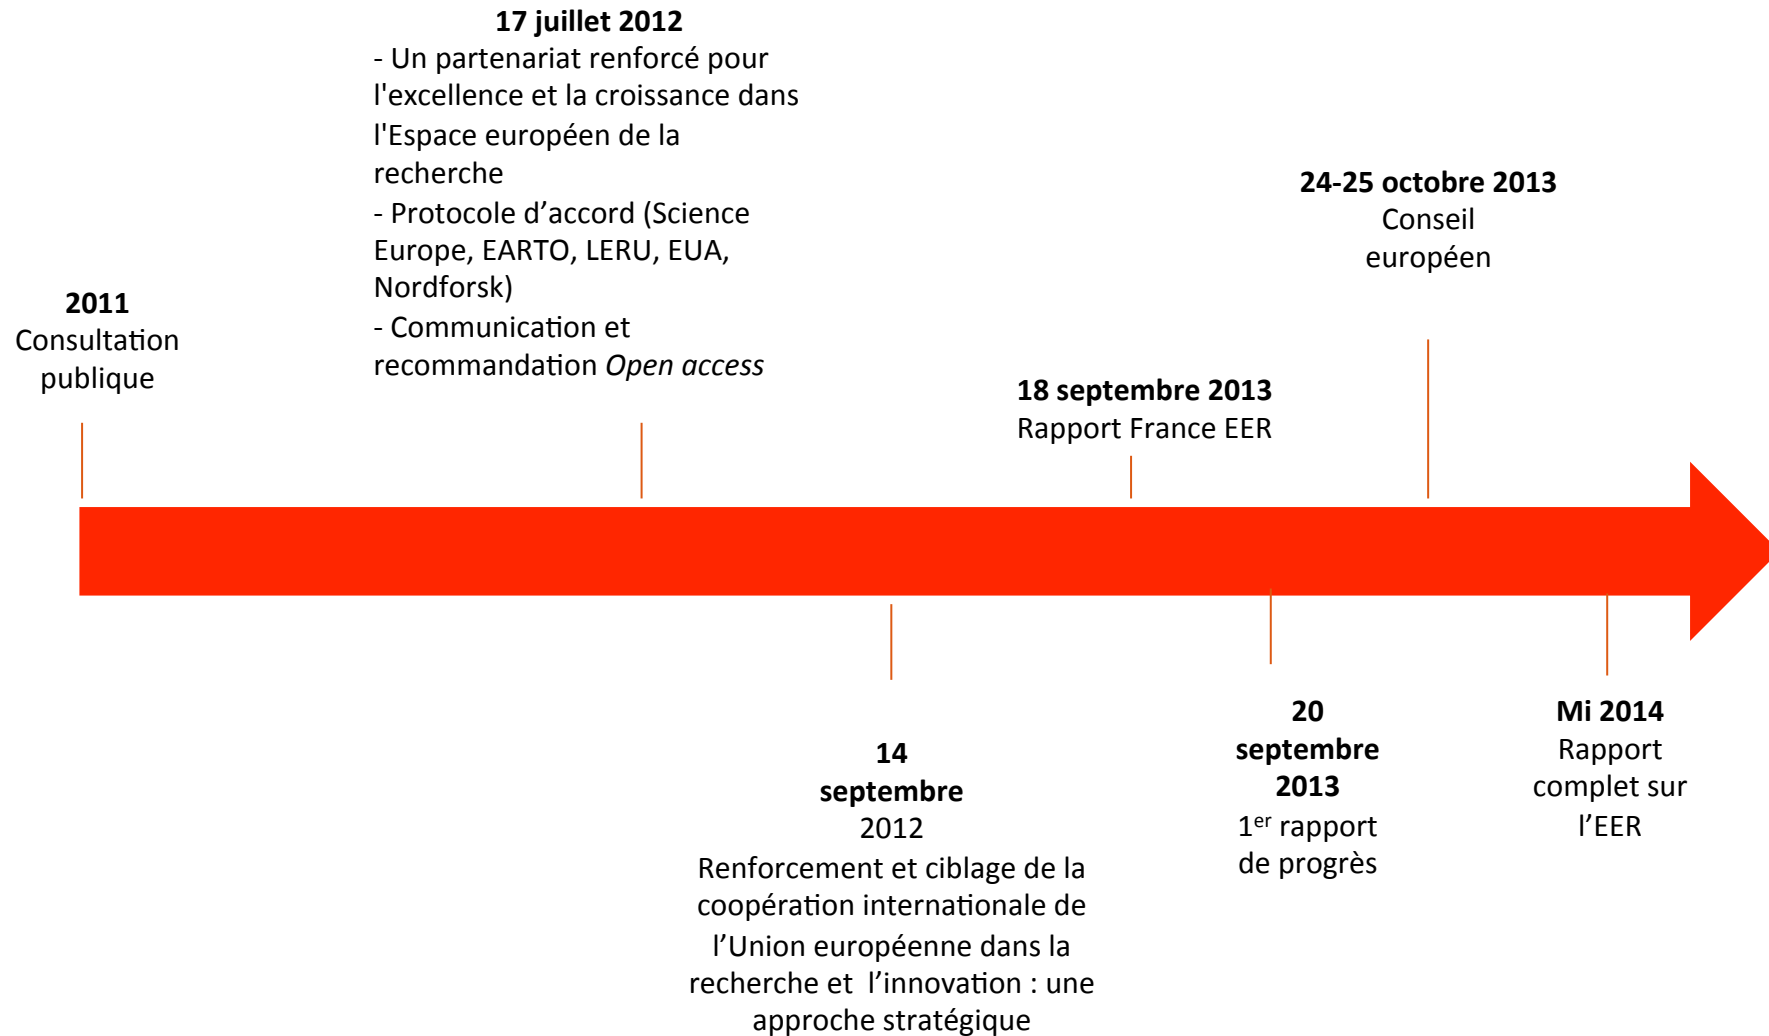 17 juillet 2012
- Un partenariat renforcé pour
l'excellence et la croissance dans
l'Espace européen de la
recherche
- Protocole d’accord (Science
Europe, EARTO, LERU, EUA,
Nordforsk)
- Communication et
recommandation Open access
24-25 octobre 2013
Conseil
européen
2011
Consultation
publique
18 septembre 2013
Rapport France EER
14
septembre
2012
Renforcement et ciblage de la
coopération internationale de
l’Union européenne dans la
recherche et l’innovation : une
approche stratégique
20
septembre
2013
1er rapport
de progrès
Mi 2014
Rapport
complet sur
l’EER